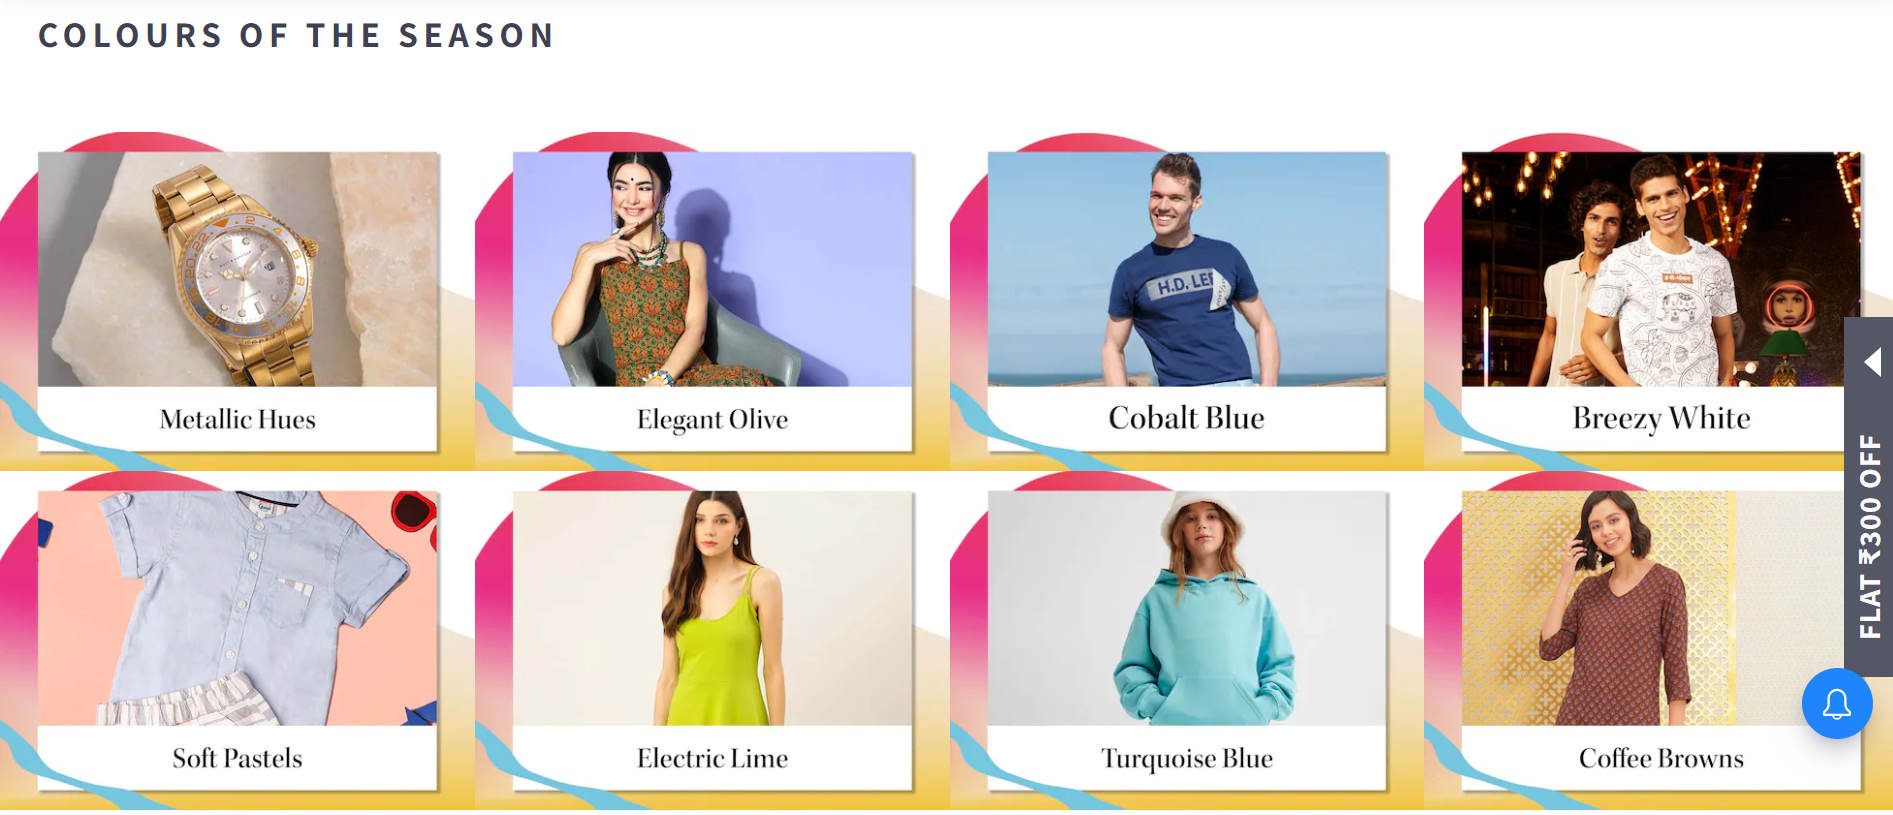 COLOURS OF THE SEASON
H.D. LEE
Metallic Hues
Elegant Olive
Cobalt Blue
Breezy White
FLAT ₹300 OFF
Soft Pastels
Electric Lime
Turquoise Blue
Coffee Browns